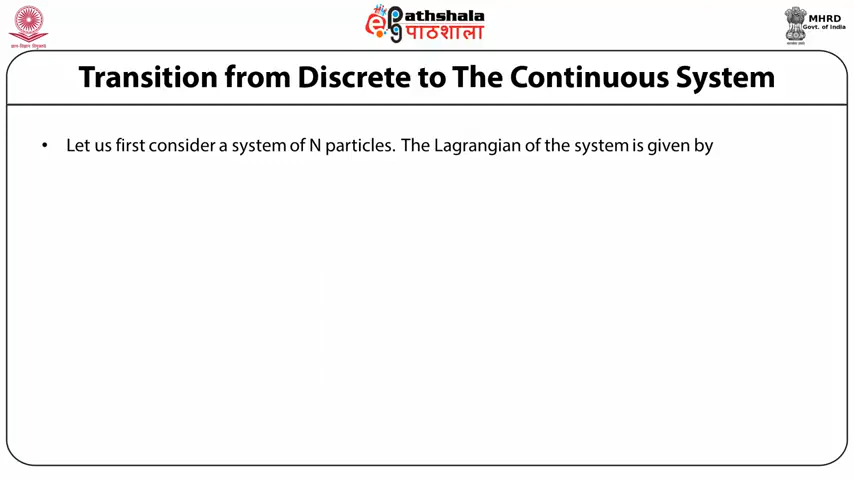 ePathshala
पाठशाला
MHRD
Govt. of India
Transition from Discrete to The Continuous System
• Let us first consider a system of N particles. The Lagrangian of the system is given by